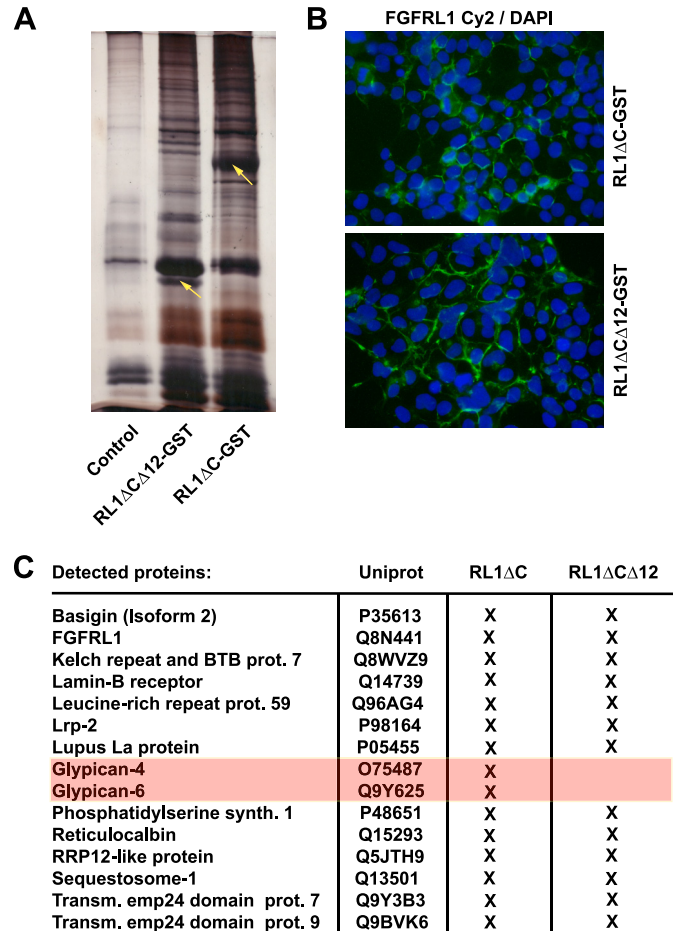 A
B
FGFRL1 Cy2 / DAPI
RL1ΔC-GST
RL1ΔCΔ12-GST
Control
RL1ΔCΔ12-GST
RL1ΔC-GST
C
Detected proteins: Uniprot RL1ΔC RL1ΔCΔ12
Basigin (Isoform 2) P35613 X X
FGFRL1 Q8N441 X X
Kelch repeat and BTB prot. 7 Q8WVZ9 X X
Lamin-B receptor Q14739 X X
Leucine-rich repeat prot. 59 Q96AG4 X X
Lrp-2 P98164 X X
Lupus La protein P05455 X X
Glypican-4 O75487 X
Glypican-6 Q9Y625 X
Phosphatidylserine synth. 1 P48651 X X
Reticulocalbin Q15293 X X
RRP12-like protein Q5JTH9 X X
Sequestosome-1 Q13501 X X
Transm. emp24 domain prot. 7 Q9Y3B3 X X
Transm. emp24 domain prot. 9 Q9BVK6 X X